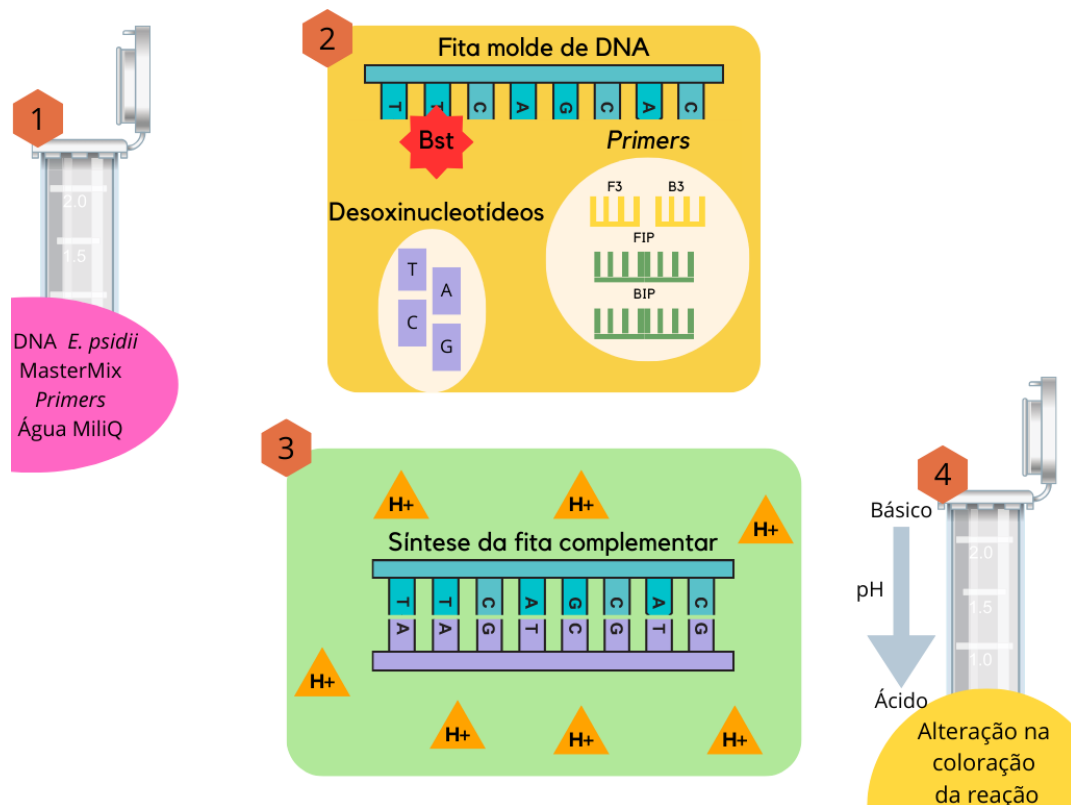 1
2.0
1.5
DNA E. psidii
MasterMix
Primers
Água MiliQ
2
Fita molde de DNA
T T C A G C A C
Bst
Primers
F3 B3
FIP
BIP
Desoxinucleotídeos
T
A
C
G
3
H+
H+
H+
Síntese da fita complementar
T T C A G C A C
A A G T C G T G
H+
H+
H+
H+
4
Básico
pH
Ácido
2.0
1.5
1.0
Alteração na
coloração
da reação